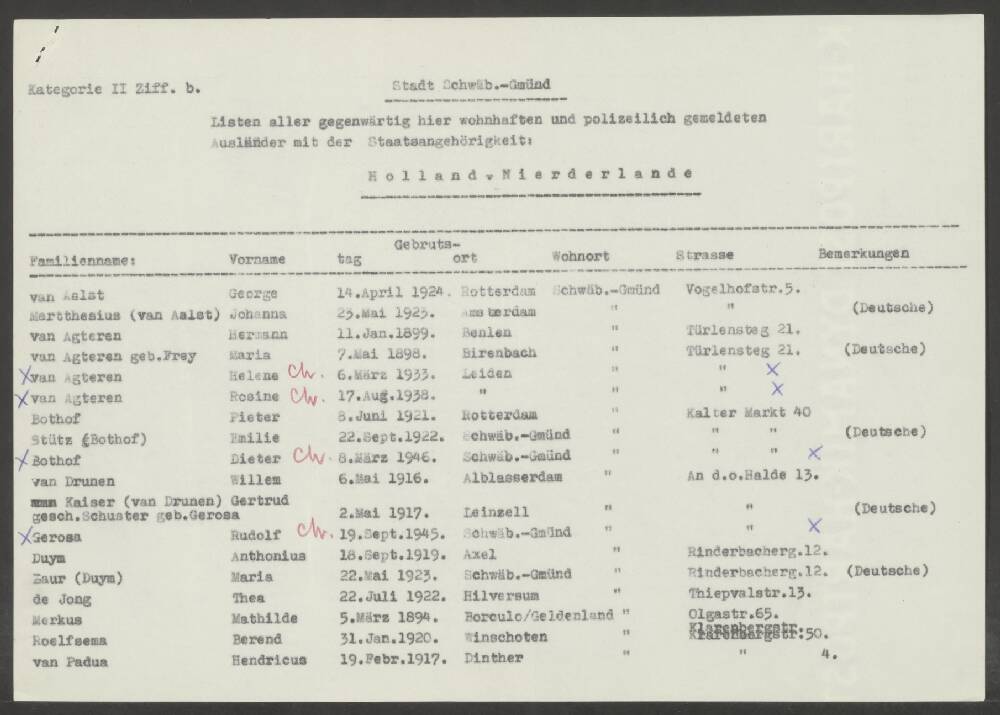 Kategorie II Ziff. b.
Stadt Schwäb.-Gmünd
Listen aller gegenwärtig hier wohnhaften und polizeilich gemeldeten
Ausländer mit der Staatsangehörigkeit:
Holland.Nierderlande
Gebruts-
Familienname: Vorname tag ort Wohnort Strasse Bemerkungen
van Aalst George 14.April 1924. Rotterdam Schwäb.-Gmünd Vogelhofstr.5.
Martthesius (van Aalst) Johanna 23.Mai 1923. Amsterdam " " (Deutsche)
van Agteren Hermann 11.Jan.1899. Benlen " Türlensteg 21.
van Agteren geb.Frey Maria 7.Mai 1898. Birenbach " Türlensteg 21. (Deutsche)
X van Agteren Helene Ch. 6.März 1933. Leiden " " X
X van Agteren Rosine Ch. 17.Aug.1938. " " " X
Bothof Pieter 8.Juni 1921. Rotterdam " Kalter Markt 40
Stütz (Bothof) Emilie 22.Sept.1922. Schwäb.-Gmünd " " " (Deutsche)
X Bothof Dieter Ch. 8.März 1946. Schwäb.-Gmünd " " " X
van Drunen Willem 6.Mai 1916. Alblasserdam " An d.o.Halde 13.
Kaiser (van Drunen) Gertrud
gesch.Schuster geb.Gerosa 2.Mai 1917. Leinzell " " (Deutsche)
X Gerosa Rudolf Ch. 19.Sept.1945. Schwäb.-Gmünd " " X
Duym Anthonius 18.Sept.1919. Axel " Rinderbacherg.12.
Baur (Duym) Maria 22.Mai 1923. Schwäb.-Gmünd " Rinderbacherg.12. (Deutsche)
de Jong Thea 22.Juli 1922. Hilversum " Thiepvalstr.13.
Merkus Mathilde 5.März 1894. Borculo/Geldenland " Olgastr.65.
Roelfsema Berend 31.Jan.1920. Winschoten " Klarenbergstr.50.
van Padua Hendricus 19.Febr.1917. Dinther " " 4.